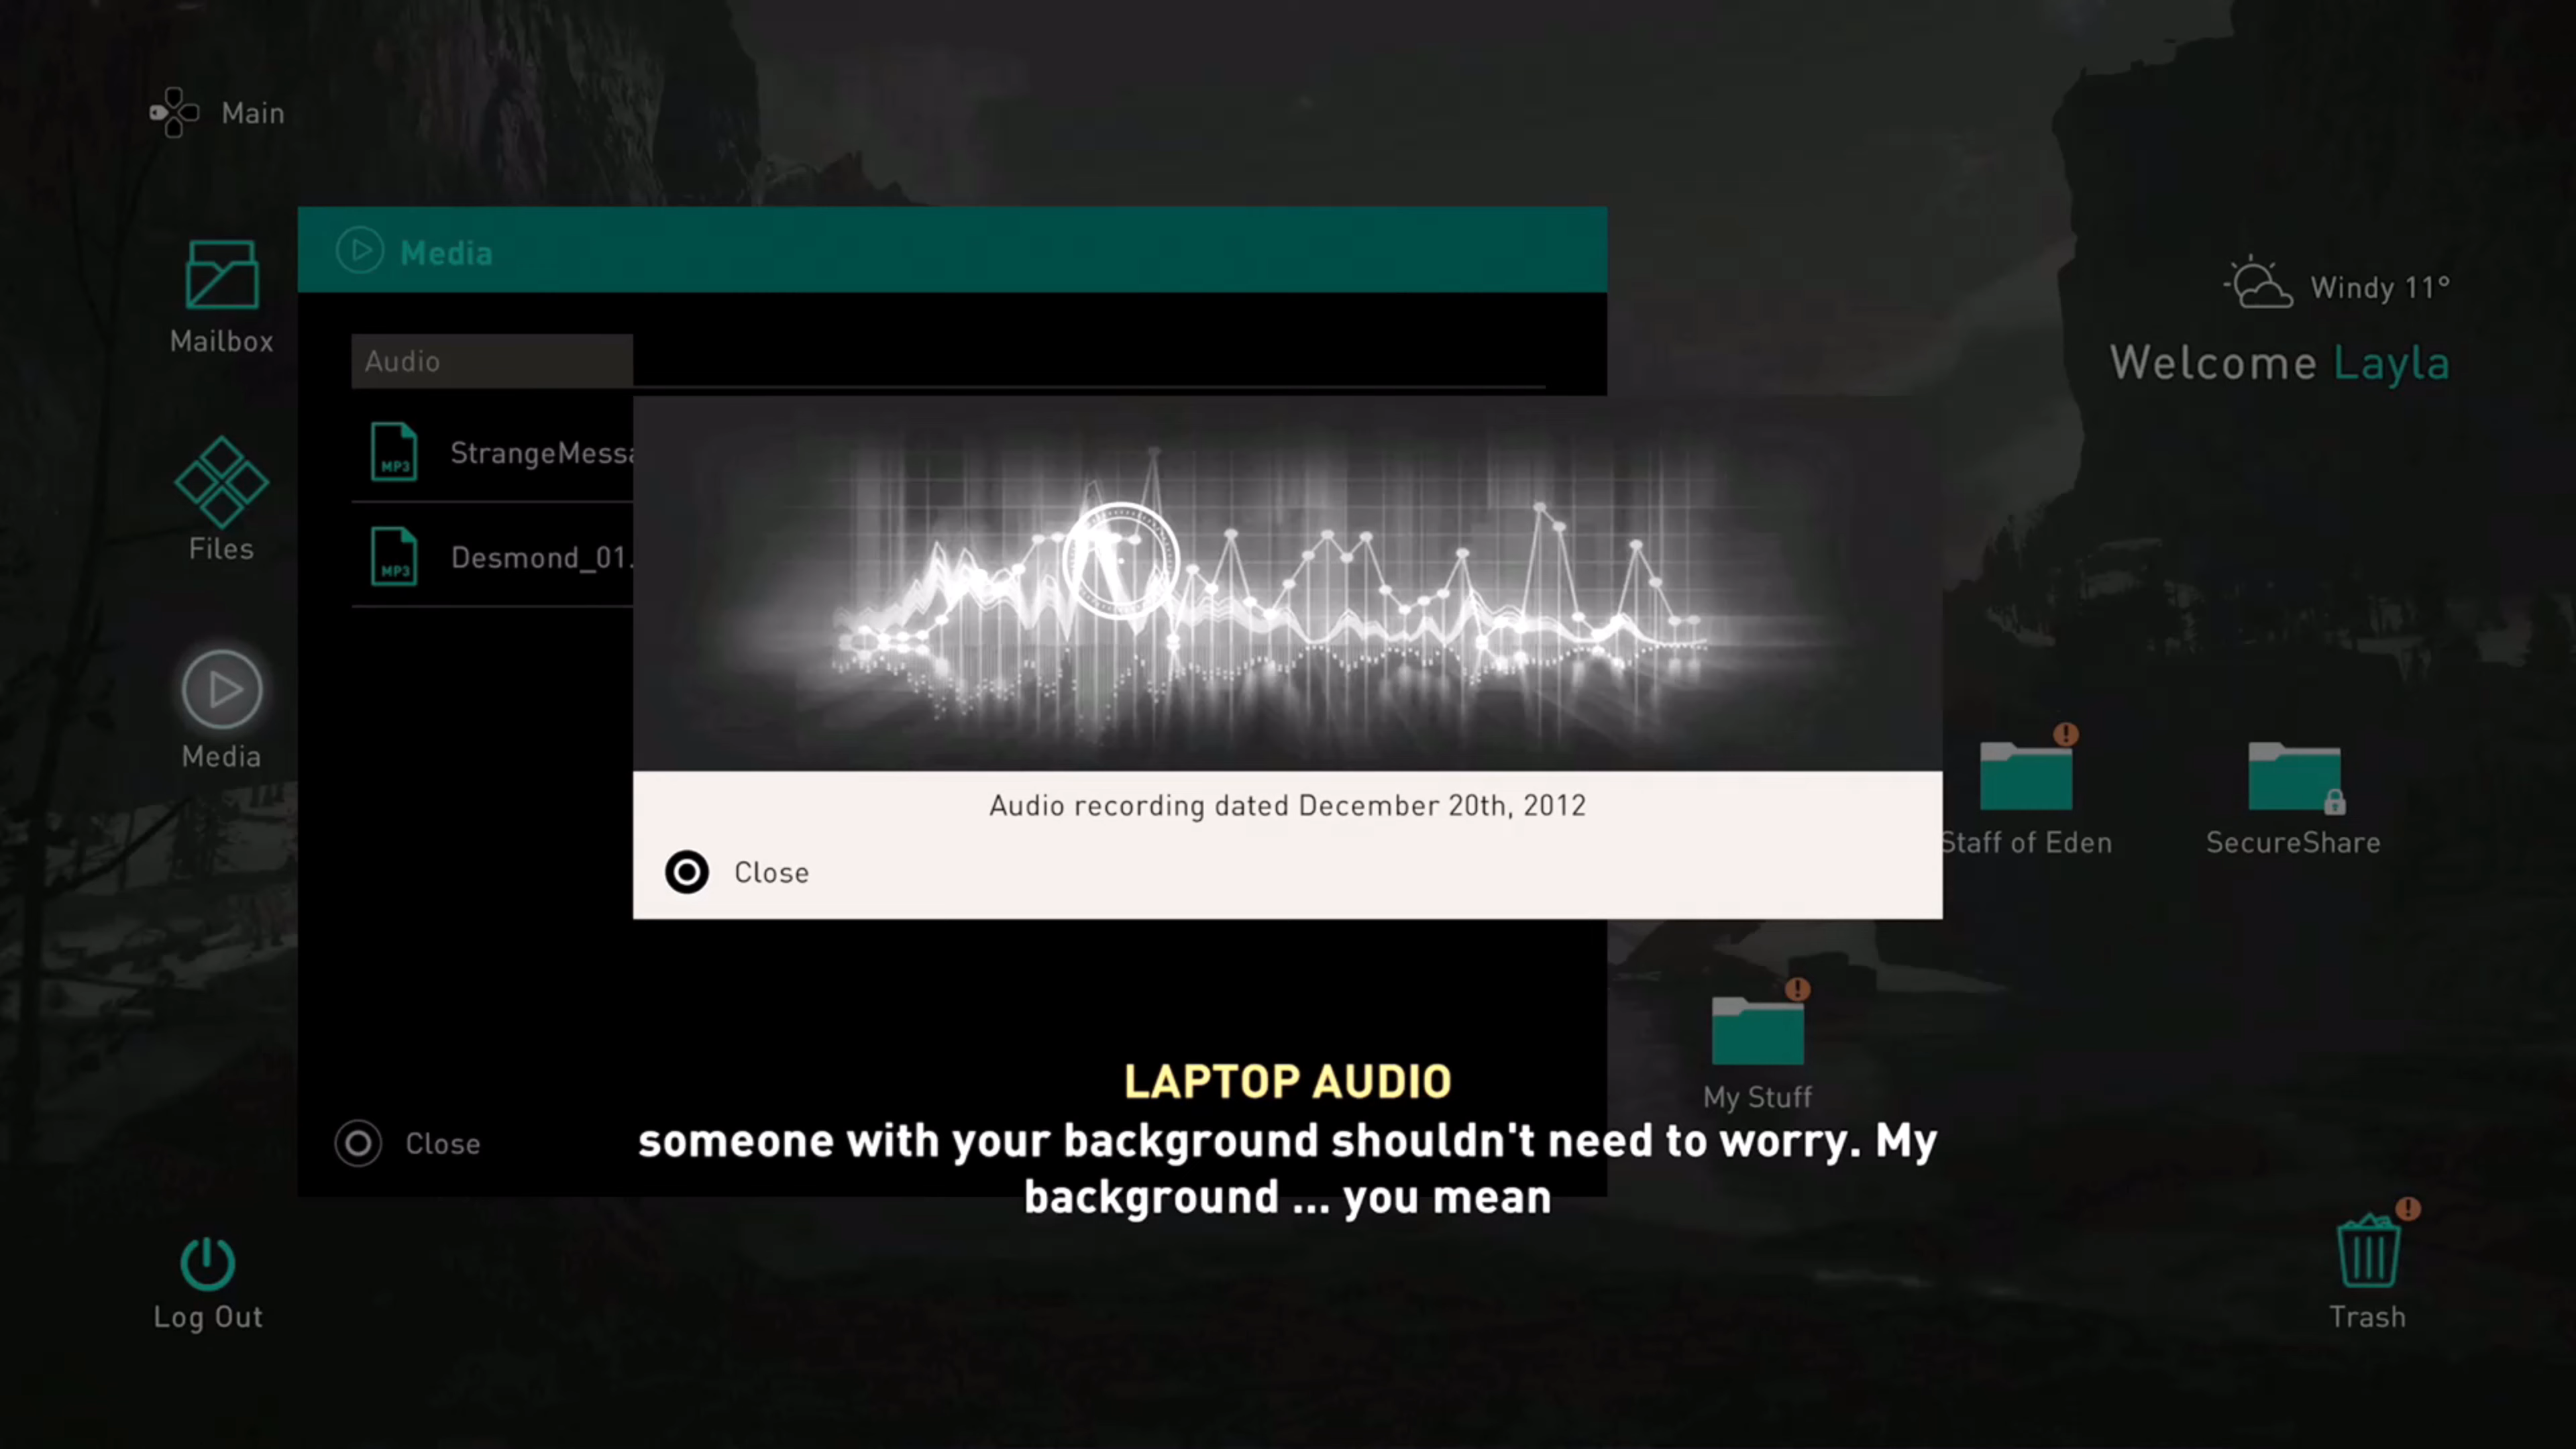 Main
Media
Windy 11°
Mailbox
Welcome Layla
Audio
MP3 StrangeMessa
Files
MP3 Desmond_01.
Media
Audio recording dated December 20th, 2012
Staff of Eden
SecureShare
Close
LAPTOP AUDIO
My Stuff
Close
someone with your background shouldn't need to worry. My
background ... you mean
Log Out
Trash